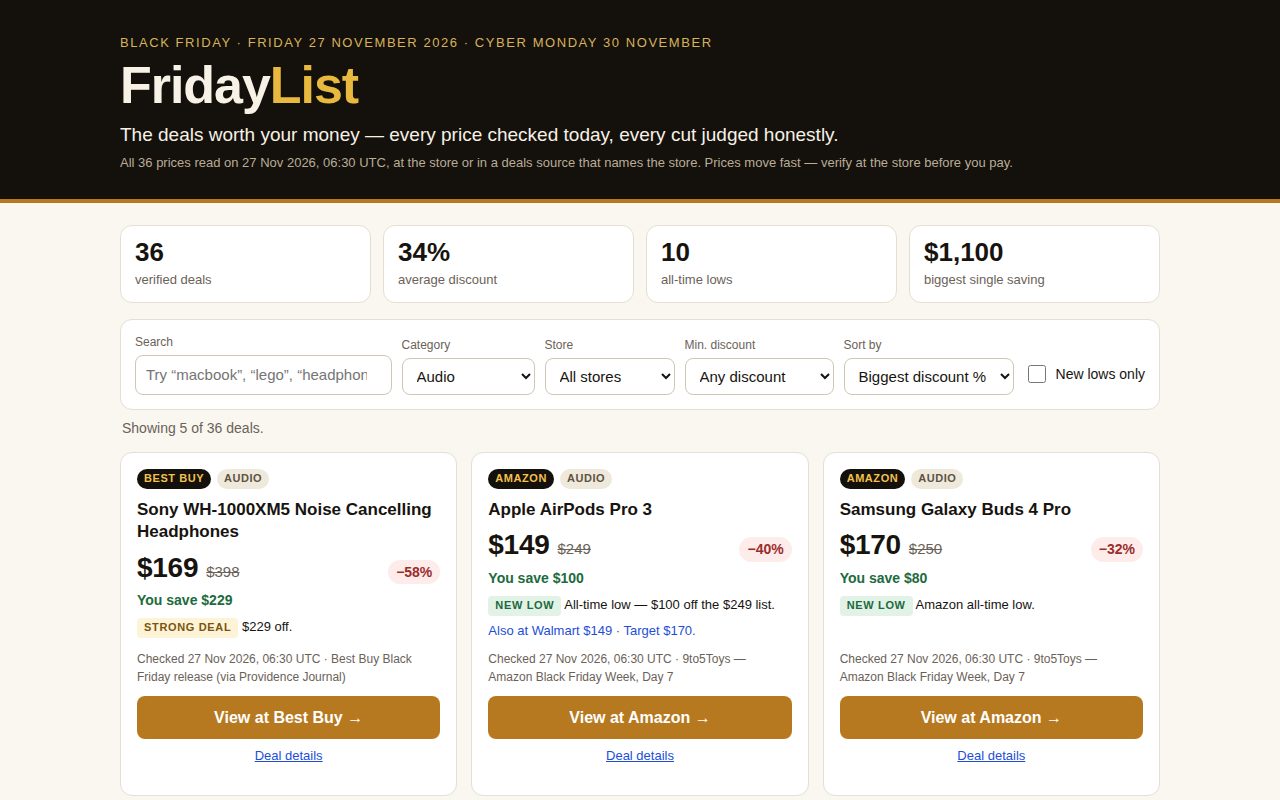 BLACK FRIDAY · FRIDAY 27 NOVEMBER 2026 · CYBER MONDAY 30 NOVEMBER
FridayList
The deals worth your money — every price checked today, every cut judged honestly.
All 36 prices read on 27 Nov 2026, 06:30 UTC, at the store or in a deals source that names the store. Prices move fast — verify at the store before you pay.
36
verified deals
34%
average discount
10
all-time lows
$1,100
biggest single saving
Search
Try “macbook”, “lego”, “headphon
Category
Audio
Store
All stores
Min. discount
Any discount
Sort by
Biggest discount %
New lows only
Showing 5 of 36 deals.
BEST BUY AUDIO
Sony WH-1000XM5 Noise Cancelling
Headphones
$169 $398 −58%
You save $229
STRONG DEAL $229 off.
Checked 27 Nov 2026, 06:30 UTC · Best Buy Black
Friday release (via Providence Journal)
View at Best Buy →
Deal details
AMAZON AUDIO
Apple AirPods Pro 3
$149 $249 −40%
You save $100
NEW LOW All-time low — $100 off the $249 list.
Also at Walmart $149 · Target $170.
Checked 27 Nov 2026, 06:30 UTC · 9to5Toys —
Amazon Black Friday Week, Day 7
View at Amazon →
Deal details
AMAZON AUDIO
Samsung Galaxy Buds 4 Pro
$170 $250 −32%
You save $80
NEW LOW Amazon all-time low.
Checked 27 Nov 2026, 06:30 UTC · 9to5Toys —
Amazon Black Friday Week, Day 7
View at Amazon →
Deal details